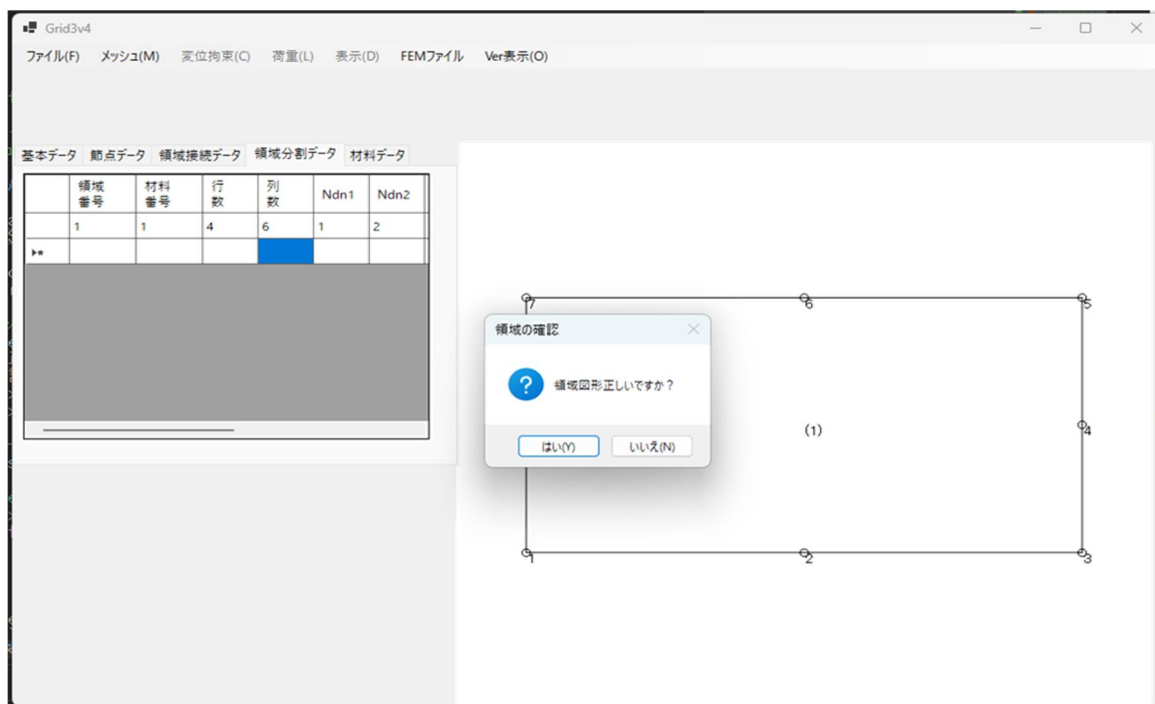 Grid3v4
ファイル(F) メッシュ(M) 変位拘束(C) 荷重(L) 表示(D) FEMファイル Ver表示(O)
基本データ 節点データ 領域接続データ 領域分割データ 材料データ
領域番号 材料番号 行数 列数 Ndn1 Ndn2
1 1 4 6 1 2
7 6 5
領域の確認
領域図形正しいですか?
(1) 4
はい(Y) いいえ(N)
1 2 3